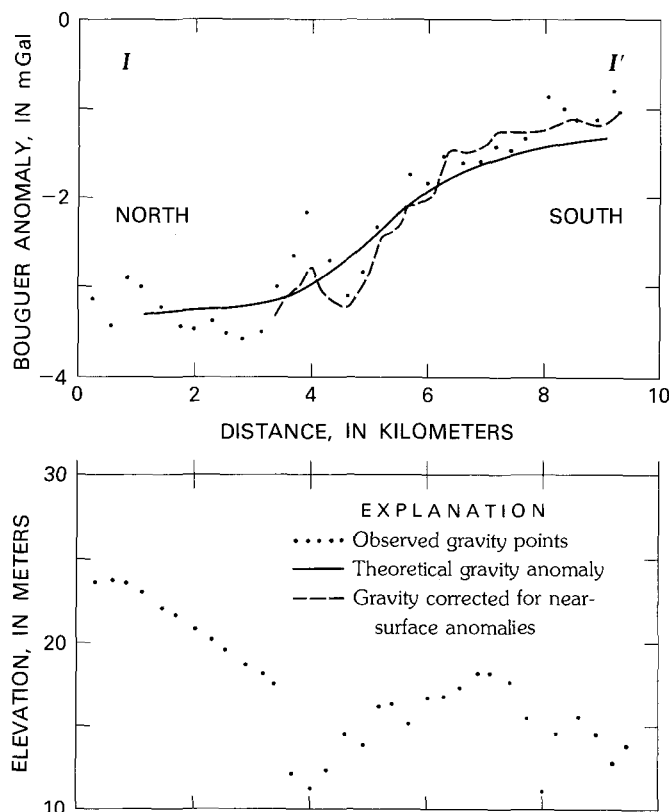 0
I
I'
BOUGUER ANOMALY, IN mGal
−2
NORTH
SOUTH
−4
0
2
4
6
8
10
DISTANCE, IN KILOMETERS
30
ELEVATION, IN METERS
EXPLANATION
Observed gravity points
Theoretical gravity anomaly
Gravity corrected for near-
surface anomalies
20
10